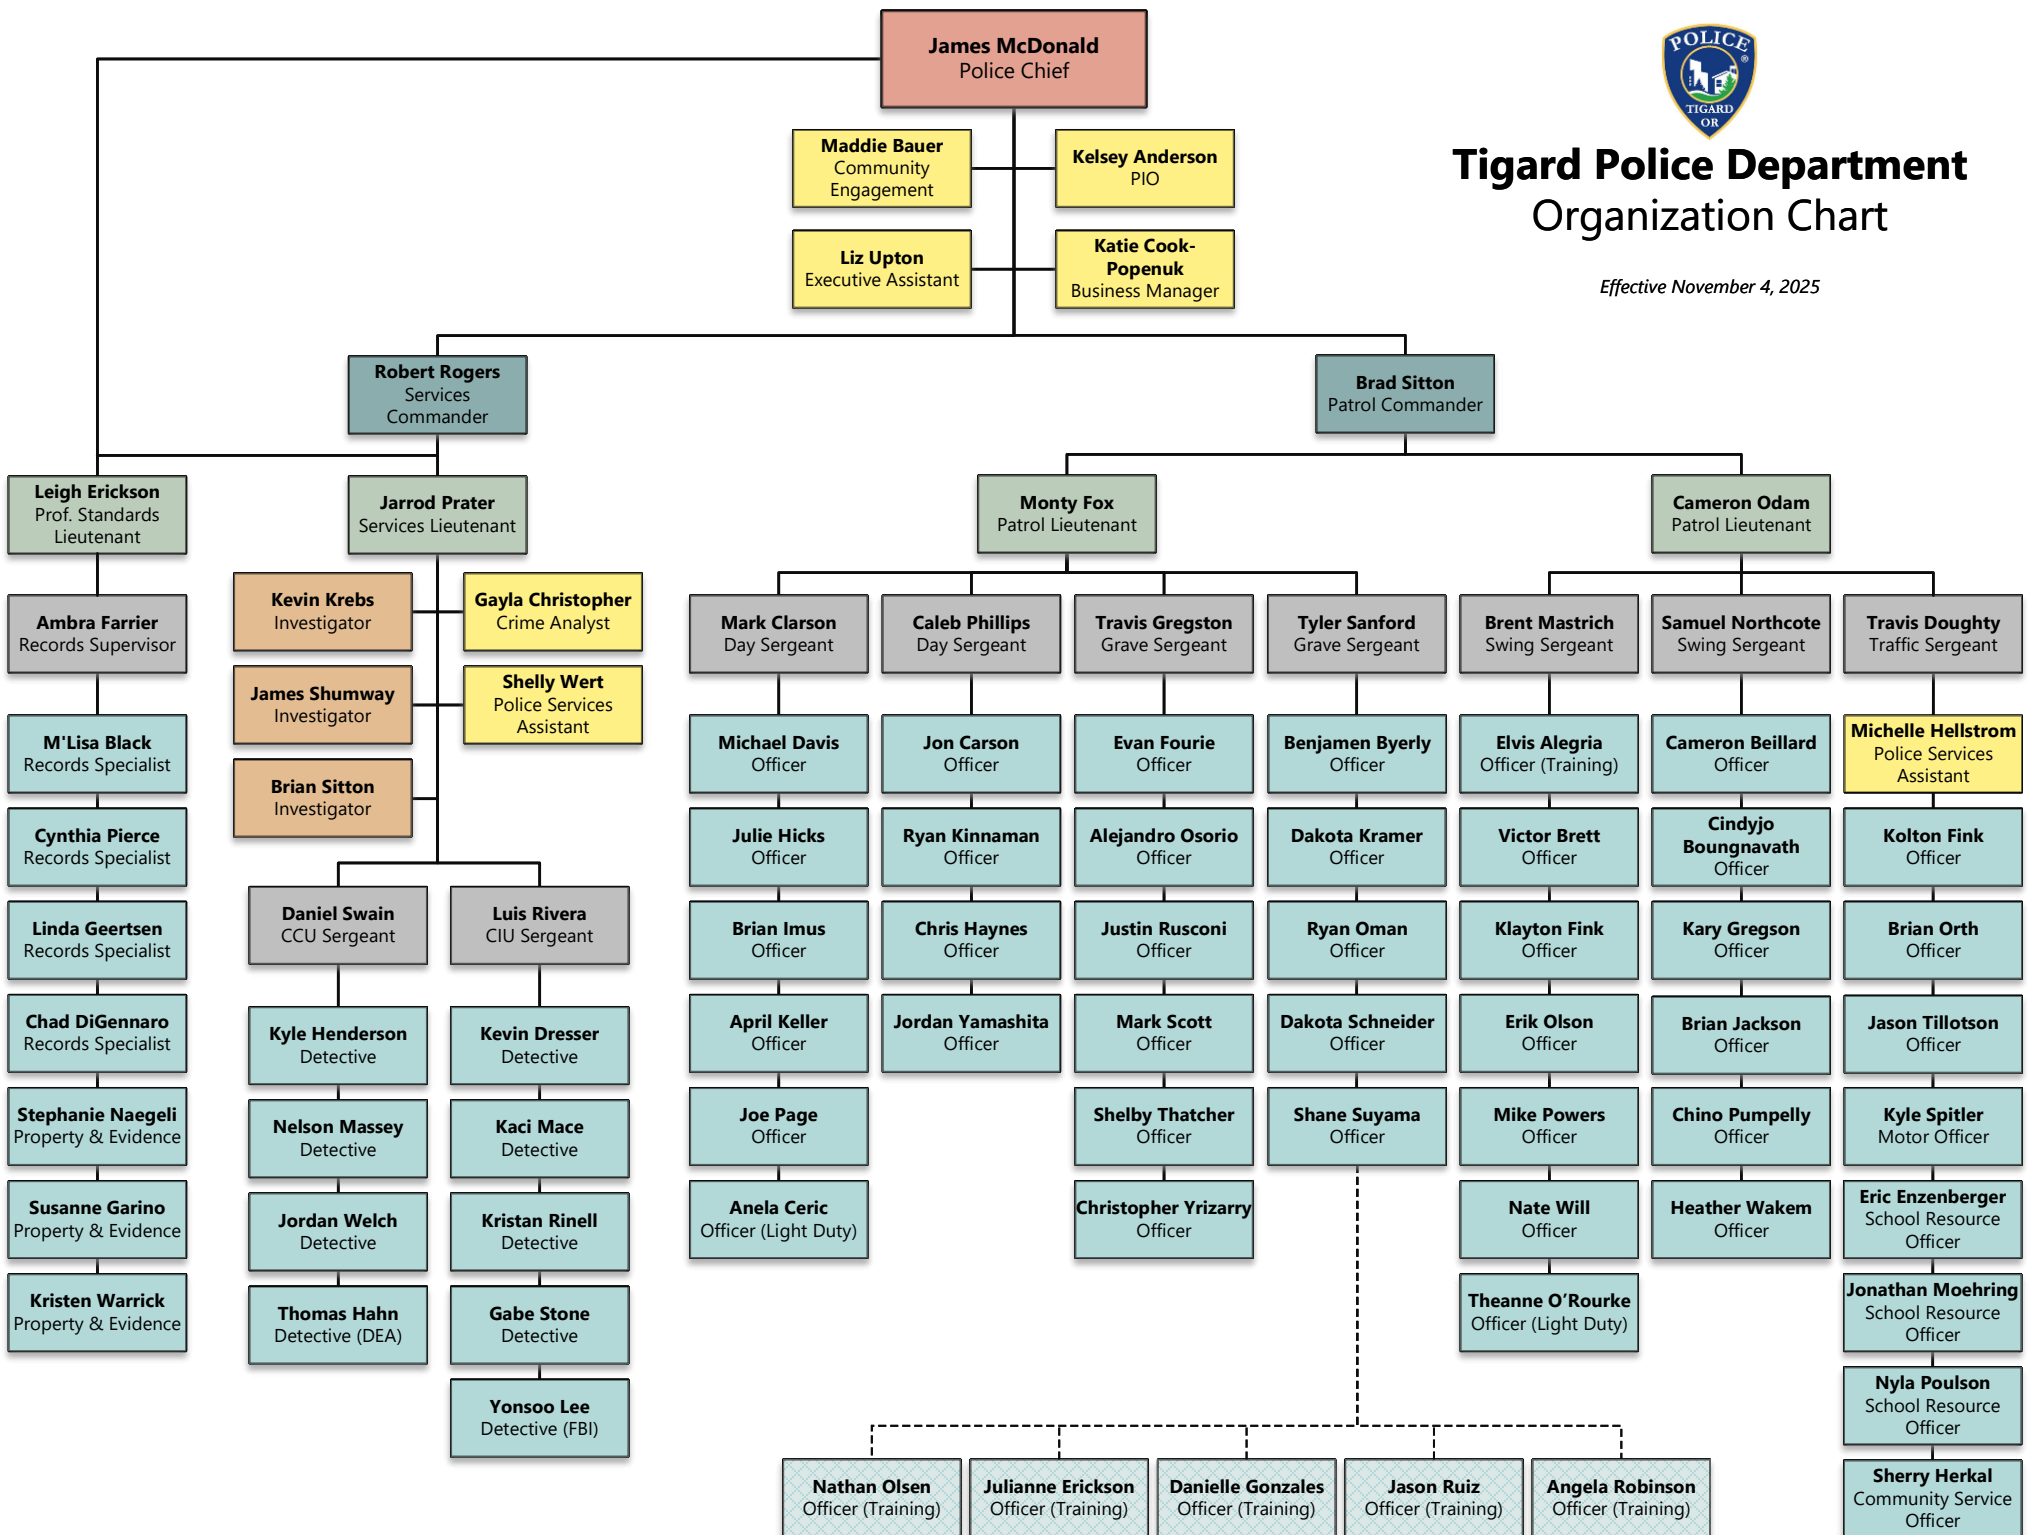 James McDonald
Police Chief
POLICE
®
TIGARD
OR
Tigard Police Department
Organization Chart
Effective November 4, 2025
Maddie Bauer
Community
Engagement
Kelsey Anderson
PIO
Liz Upton
Executive Assistant
Katie Cook-
Popenuk
Business Manager
Robert Rogers
Services
Commander
Brad Sitton
Patrol Commander
Leigh Erickson
Prof. Standards
Lieutenant
Jarrod Prater
Services Lieutenant
Monty Fox
Patrol Lieutenant
Cameron Odam
Patrol Lieutenant
Ambra Farrier
Records Supervisor
M'Lisa Black
Records Specialist
Cynthia Pierce
Records Specialist
Linda Geertsen
Records Specialist
Chad DiGennaro
Records Specialist
Stephanie Naegeli
Property & Evidence
Susanne Garino
Property & Evidence
Kristen Warrick
Property & Evidence
Kevin Krebs
Investigator
Gayla Christopher
Crime Analyst
James Shumway
Investigator
Shelly Wert
Police Services
Assistant
Brian Sitton
Investigator
Daniel Swain
CCU Sergeant
Kyle Henderson
Detective
Nelson Massey
Detective
Jordan Welch
Detective
Thomas Hahn
Detective (DEA)
Luis Rivera
CIU Sergeant
Kevin Dresser
Detective
Kaci Mace
Detective
Kristan Rinell
Detective
Gabe Stone
Detective
Yonsoo Lee
Detective (FBI)
Mark Clarson
Day Sergeant
Michael Davis
Officer
Julie Hicks
Officer
Brian Imus
Officer
April Keller
Officer
Joe Page
Officer
Anela Ceric
Officer (Light Duty)
Caleb Phillips
Day Sergeant
Jon Carson
Officer
Ryan Kinnaman
Officer
Chris Haynes
Officer
Jordan Yamashita
Officer
Travis Gregston
Grave Sergeant
Evan Fourie
Officer
Alejandro Osorio
Officer
Justin Rusconi
Officer
Mark Scott
Officer
Shelby Thatcher
Officer
Christopher Yrizarry
Officer
Tyler Sanford
Grave Sergeant
Benjamen Byerly
Officer
Dakota Kramer
Officer
Ryan Oman
Officer
Dakota Schneider
Officer
Shane Suyama
Officer
Brent Mastrich
Swing Sergeant
Elvis Alegria
Officer (Training)
Victor Brett
Officer
Klayton Fink
Officer
Erik Olson
Officer
Mike Powers
Officer
Nate Will
Officer
Theanne O’Rourke
Officer (Light Duty)
Samuel Northcote
Swing Sergeant
Cameron Beillard
Officer
Cindyjo
Boungnavath
Officer
Kary Gregson
Officer
Brian Jackson
Officer
Chino Pumpelly
Officer
Heather Wakem
Officer
Travis Doughty
Traffic Sergeant
Michelle Hellstrom
Police Services
Assistant
Kolton Fink
Officer
Brian Orth
Officer
Jason Tillotson
Officer
Kyle Spitler
Motor Officer
Eric Enzenberger
School Resource
Officer
Jonathan Moehring
School Resource
Officer
Nyla Poulson
School Resource
Officer
Sherry Herkal
Community Service
Officer
Nathan Olsen
Officer (Training)
Julianne Erickson
Officer (Training)
Danielle Gonzales
Officer (Training)
Jason Ruiz
Officer (Training)
Angela Robinson
Officer (Training)